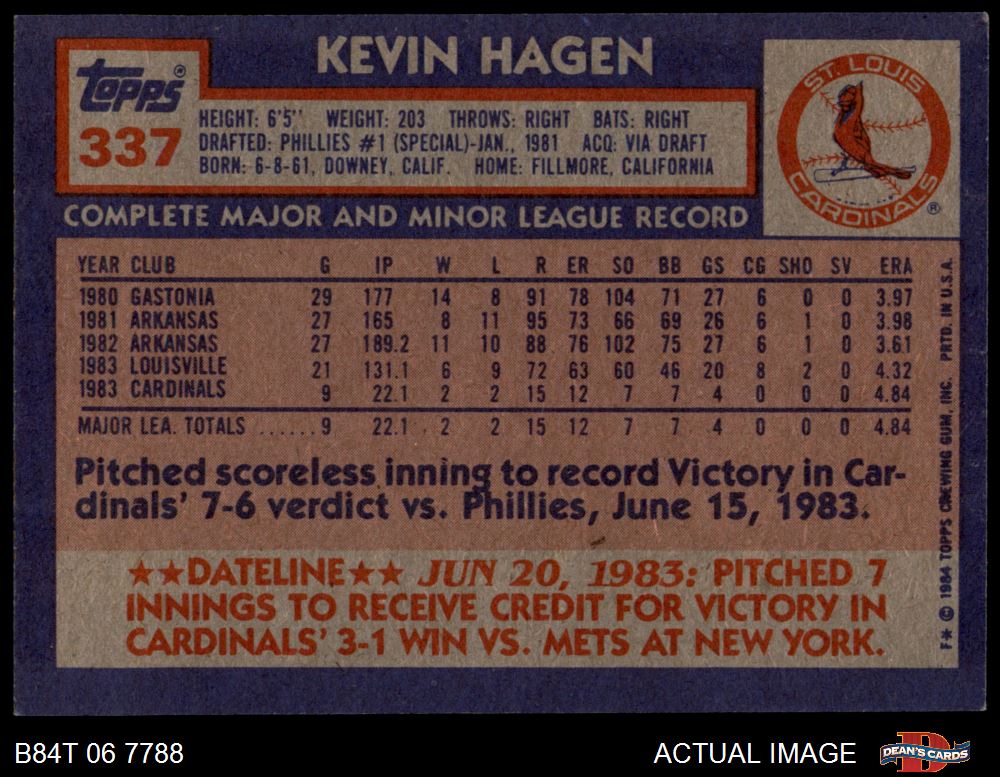 KEVIN HAGEN
Topps®
337
HEIGHT: 6'5'' WEIGHT: 203 THROWS: RIGHT BATS: RIGHT
DRAFTED: PHILLIES #1 (SPECIAL)-JAN., 1981 ACQ: VIA DRAFT
BORN: 6-8-61, DOWNEY, CALIF. HOME: FILLMORE, CALIFORNIA
ST. LOUIS
CARDINALS®
COMPLETE MAJOR AND MINOR LEAGUE RECORD
YEAR CLUB G IP W L R ER SO BB GS CG SHO SV ERA
1980 GASTONIA 29 177 14 8 91 78 104 71 27 6 0 0 3.97
1981 ARKANSAS 27 165 8 11 95 73 66 69 26 6 1 0 3.98
1982 ARKANSAS 27 189.2 11 10 88 76 102 75 27 6 1 0 3.61
1983 LOUISVILLE 21 131.1 6 9 72 63 60 46 20 8 2 0 4.32
1983 CARDINALS 9 22.1 2 2 15 12 7 7 4 0 0 0 4.84
MAJOR LEA. TOTALS ......9 22.1 2 2 15 12 7 7 4 0 0 0 4.84
Pitched scoreless inning to record Victory in Car-
dinals' 7-6 verdict vs. Phillies, June 15, 1983.
★★DATELINE★★ JUN 20, 1983: PITCHED 7
INNINGS TO RECEIVE CREDIT FOR VICTORY IN
CARDINALS' 3-1 WIN VS. METS AT NEW YORK.
F* © 1984 TOPPS CHEWING GUM, INC. PRTD. IN U.S.A.
B84T 06 7788
ACTUAL IMAGE
D
DEAN'S CARDS